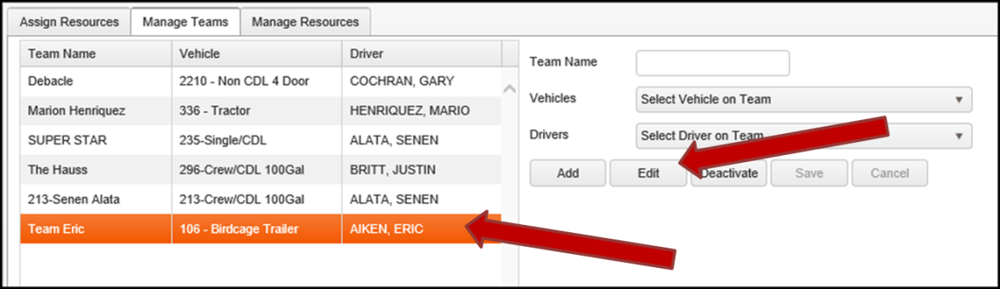 Assign Resources Manage Teams Manage Resources
Team Name Vehicle Driver
Debacle 2210 - Non CDL 4 Door COCHRAN, GARY
Marion Henriquez 336 - Tractor HENRIQUEZ, MARIO
SUPER STAR 235-Single/CDL ALATA, SENEN
The Hauss 296-Crew/CDL 100Gal BRITT, JUSTIN
213-Senen Alata 213-Crew/CDL 100Gal ALATA, SENEN
Team Eric 106 - Birdcage Trailer AIKEN, ERIC
Team Name
Vehicles Select Vehicle on Team
Drivers Select Driver on Team
Add Edit Deactivate Save Cancel